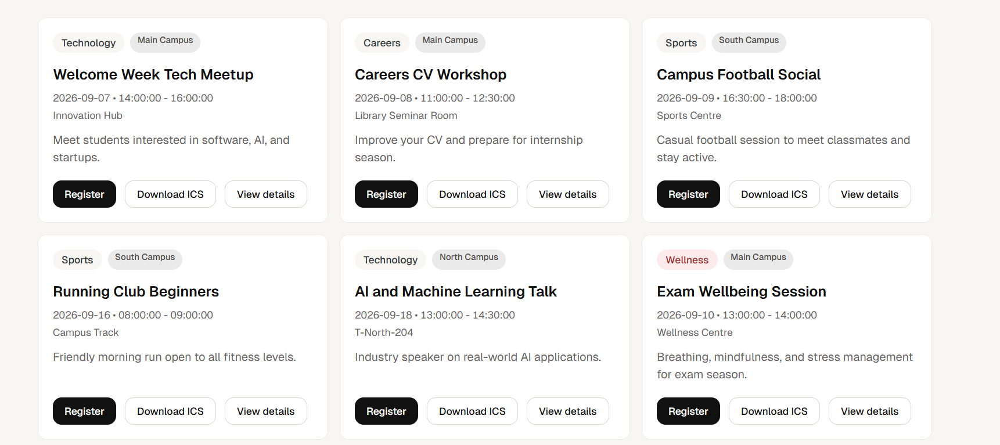 Technology Main Campus
Welcome Week Tech Meetup
2026-09-07 • 14:00:00 - 16:00:00
Innovation Hub
Meet students interested in software, AI, and
startups.
Register Download ICS View details
Careers Main Campus
Careers CV Workshop
2026-09-08 • 11:00:00 - 12:30:00
Library Seminar Room
Improve your CV and prepare for internship
season.
Register Download ICS View details
Sports South Campus
Campus Football Social
2026-09-09 • 16:30:00 - 18:00:00
Sports Centre
Casual football session to meet classmates and
stay active.
Register Download ICS View details
Sports South Campus
Running Club Beginners
2026-09-16 • 08:00:00 - 09:00:00
Campus Track
Friendly morning run open to all fitness levels.
Register Download ICS View details
Technology North Campus
AI and Machine Learning Talk
2026-09-18 • 13:00:00 - 14:30:00
T-North-204
Industry speaker on real-world AI applications.
Register Download ICS View details
Wellness Main Campus
Exam Wellbeing Session
2026-09-10 • 13:00:00 - 14:00:00
Wellness Centre
Breathing, mindfulness, and stress management
for exam season.
Register Download ICS View details